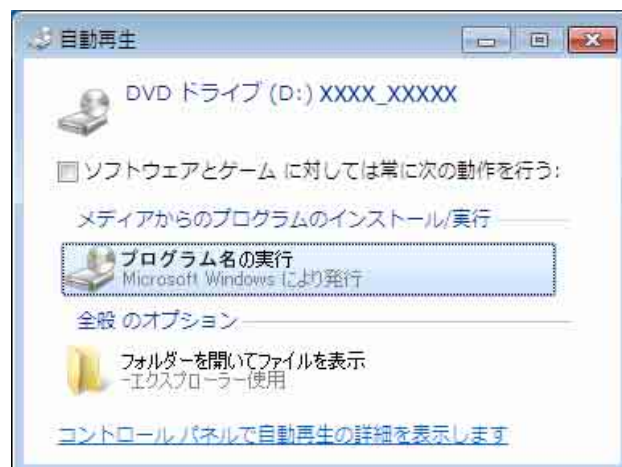 自動再生
DVD ドライブ (D:) XXXX_XXXXX
ソフトウェアとゲーム に対しては常に次の動作を行う:
メディアからのプログラムのインストール/実行
プログラム名の実行
Microsoft Windows により発行
全般 のオプション
フォルダーを開いてファイルを表示
-エクスプローラー使用
コントロール パネルで自動再生の詳細を表示します